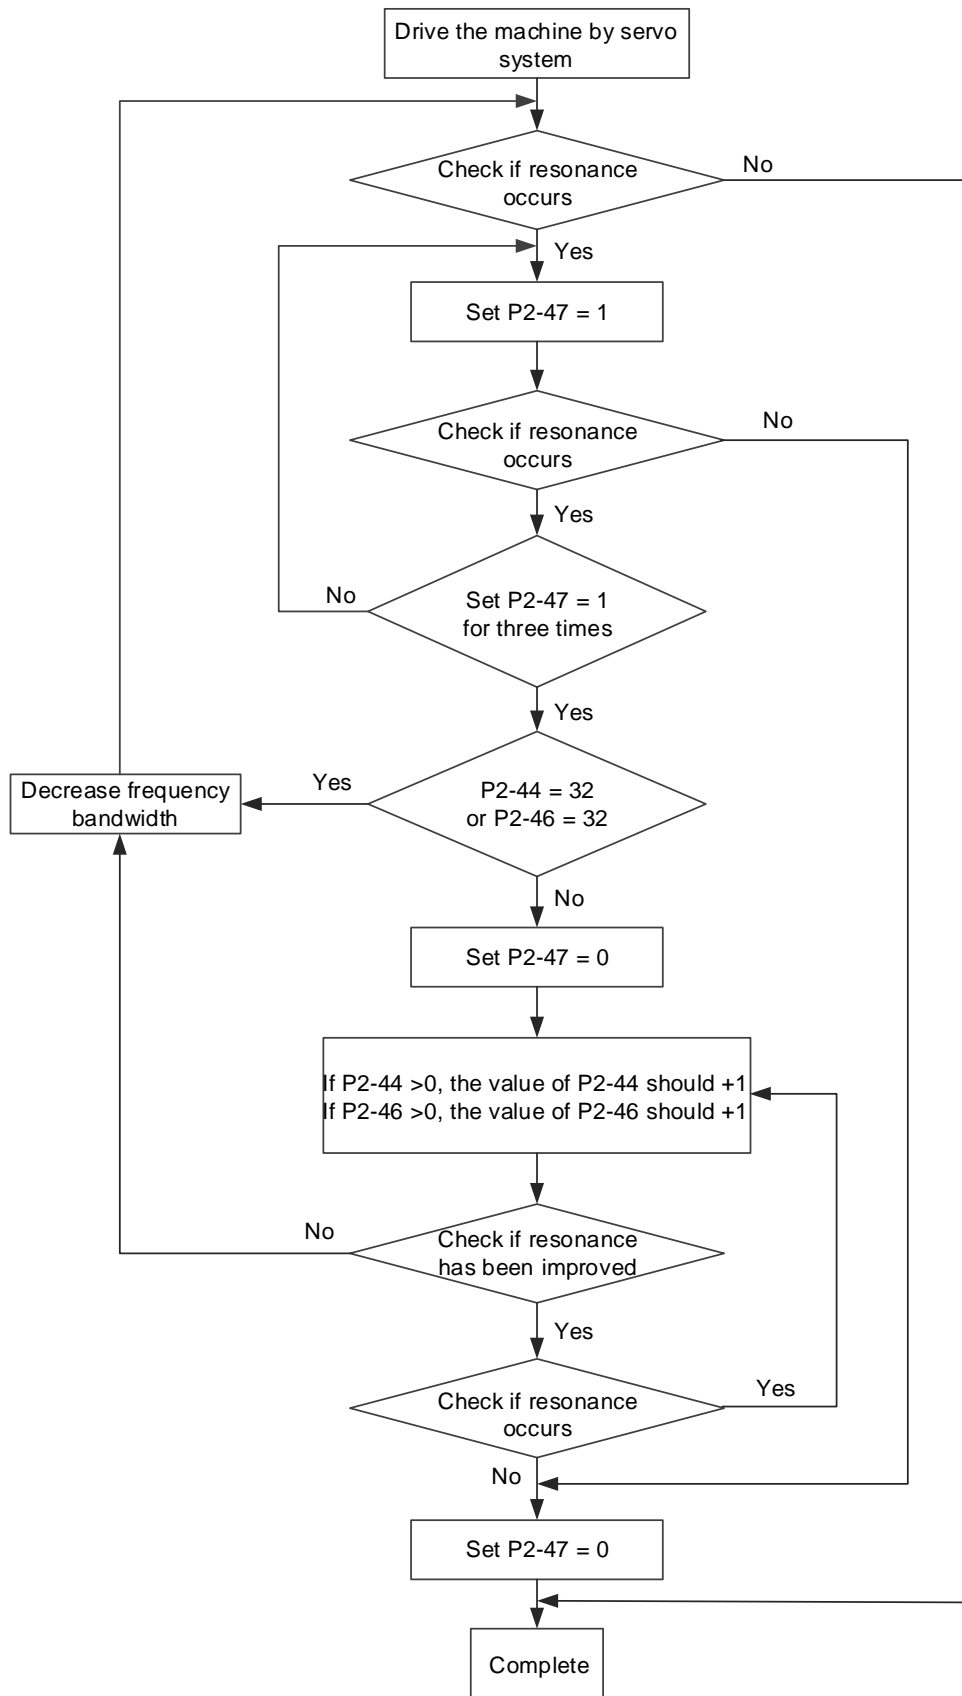 Drive the machine by servo
system
Check if resonance
occurs
No
Yes
Set P2-47 = 1
Check if resonance
occurs
No
Yes
Set P2-47 = 1
for three times
No
Yes
P2-44 = 32
or P2-46 = 32
Yes
Decrease frequency
bandwidth
No
Set P2-47 = 0
If P2-44 >0, the value of P2-44 should +1
If P2-46 >0, the value of P2-46 should +1
Check if resonance
has been improved
No
Yes
Check if resonance
occurs
Yes
No
Set P2-47 = 0
Complete